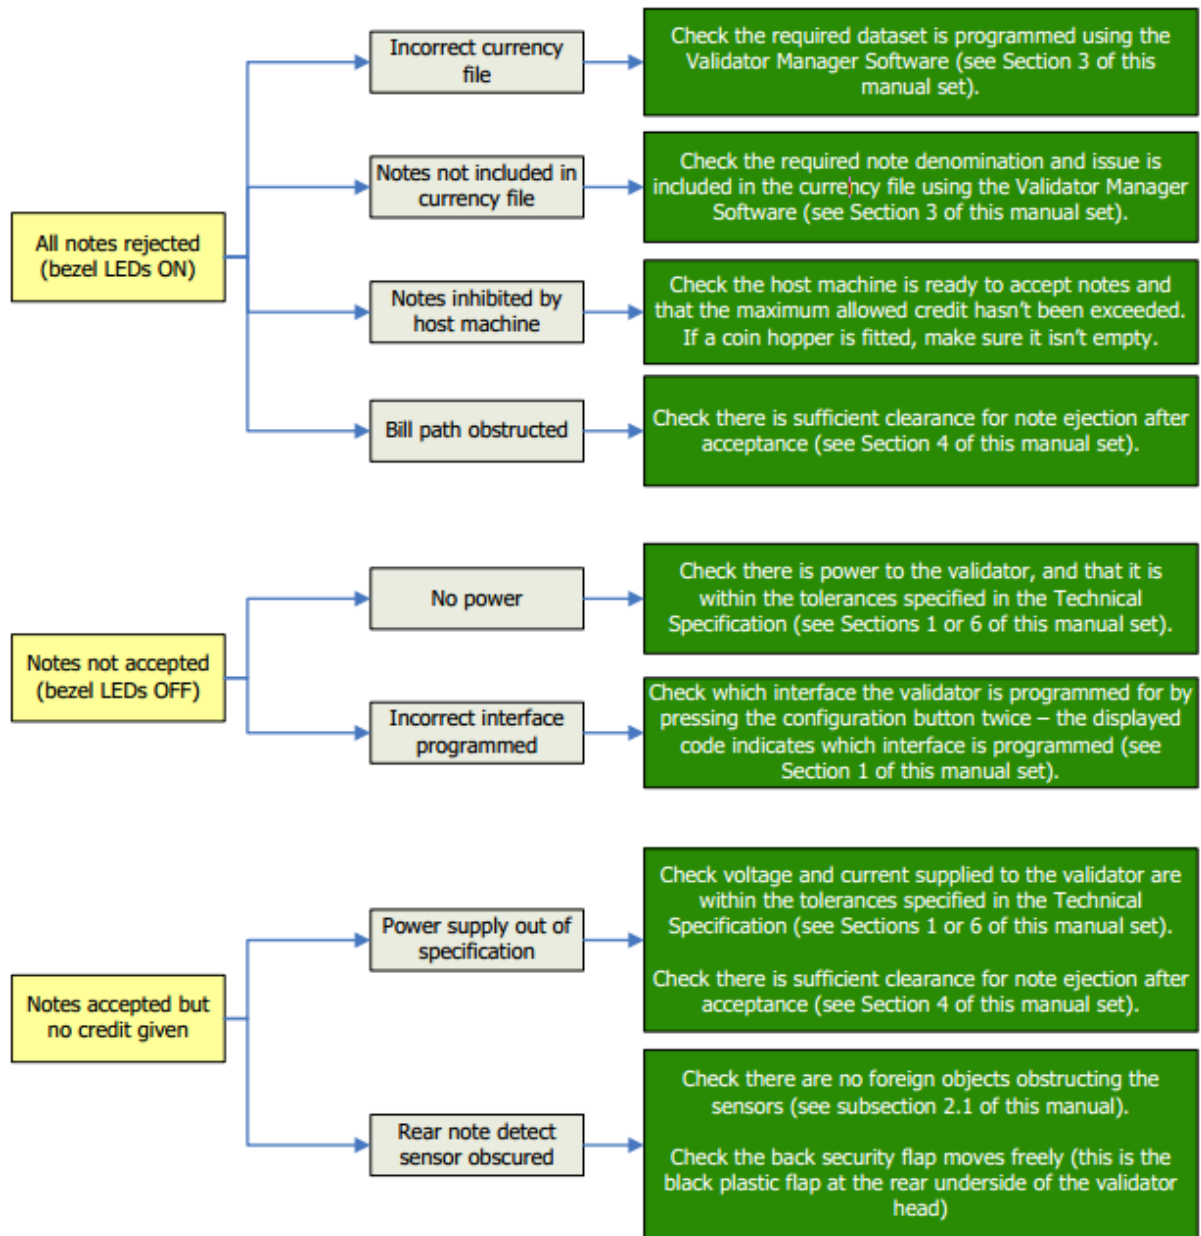 Incorrect currency
file
Check the required dataset is programmed using the
Validator Manager Software (see Section 3 of this
manual set).
Notes not included in
currency file
Check the required note denomination and issue is
included in the currency file using the Validator Manager
Software (see Section 3 of this manual set).
All notes rejected
(bezel LEDs ON)
Notes inhibited by
host machine
Check the host machine is ready to accept notes and
that the maximum allowed credit hasn't been exceeded.
If a coin hopper is fitted, make sure it isn't empty.
Bill path obstructed
Check there is sufficient clearance for note ejection after
acceptance (see Section 4 of this manual set).
No power
Check there is power to the validator, and that it is
within the tolerances specified in the Technical
Specification (see Sections 1 or 6 of this manual set).
Notes not accepted
(bezel LEDs OFF)
Incorrect interface
programmed
Check which interface the validator is programmed for by
pressing the configuration button twice – the displayed
code indicates which interface is programmed (see
Section 1 of this manual set).
Power supply out of
specification
Check voltage and current supplied to the validator are
within the tolerances specified in the Technical
Specification (see Sections 1 or 6 of this manual set).
Check there is sufficient clearance for note ejection after
acceptance (see Section 4 of this manual set).
Notes accepted but
no credit given
Rear note detect
sensor obscured
Check there are no foreign objects obstructing the
sensors (see subsection 2.1 of this manual).
Check the back security flap moves freely (this is the
black plastic flap at the rear underside of the validator
head)